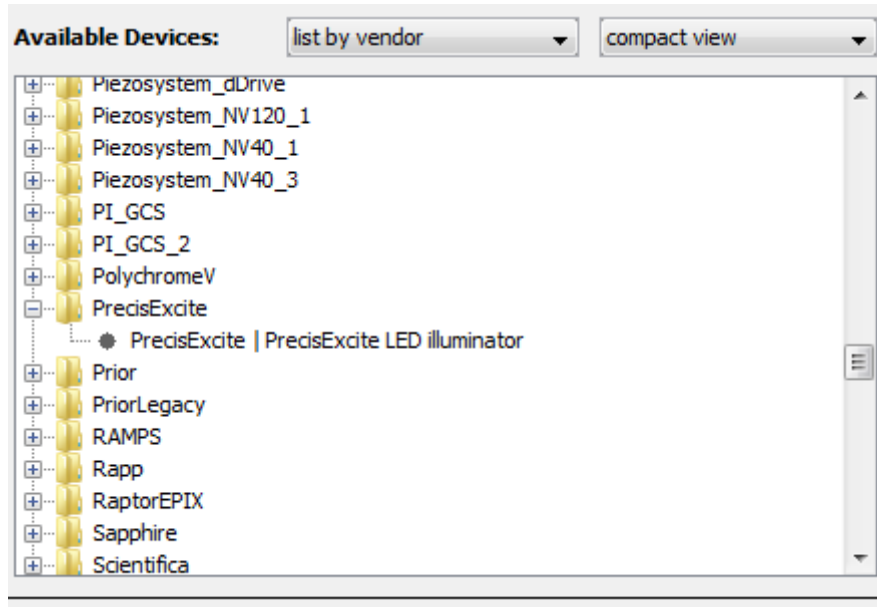 Available Devices: list by vendor compact view
Piezosystem_dDrive
Piezosystem_NV120_1
Piezosystem_NV40_1
Piezosystem_NV40_3
PI_GCS
PI_GCS_2
PolychromeV
PrecisExcite
PrecisExcite | PrecisExcite LED illuminator
Prior
PriorLegacy
RAMPS
Rapp
RaptorEPIX
Sapphire
Scientifica